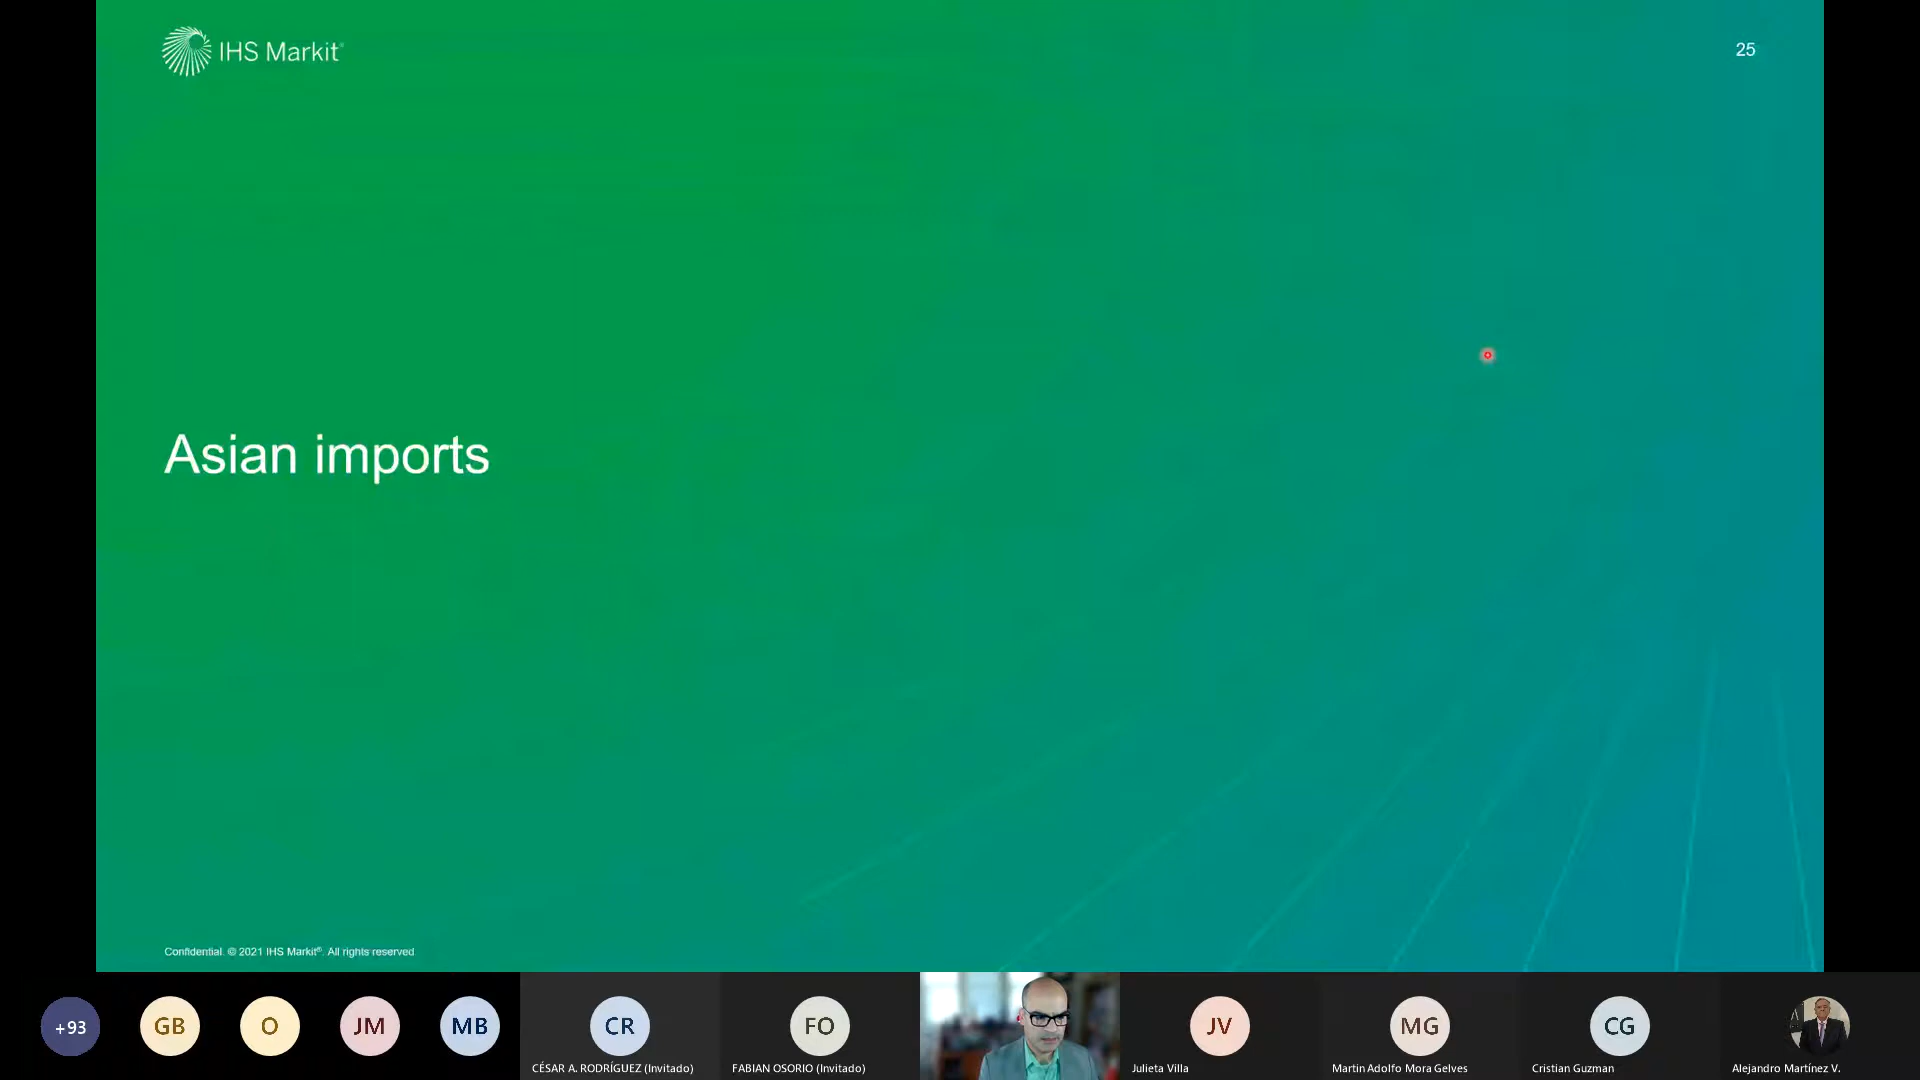 IHS Markit®
25
Asian imports
Confidential. © 2021 IHS Markit®. All rights reserved
+93
GB
O
JM
MB
CR
FO
JV
MG
CG
CÉSAR A. RODRÍGUEZ (Invitado)
FABIAN OSORIO (Invitado)
Julieta Villa
Martin Adolfo Mora Gelves
Cristian Guzman
Alejandro Martínez V.